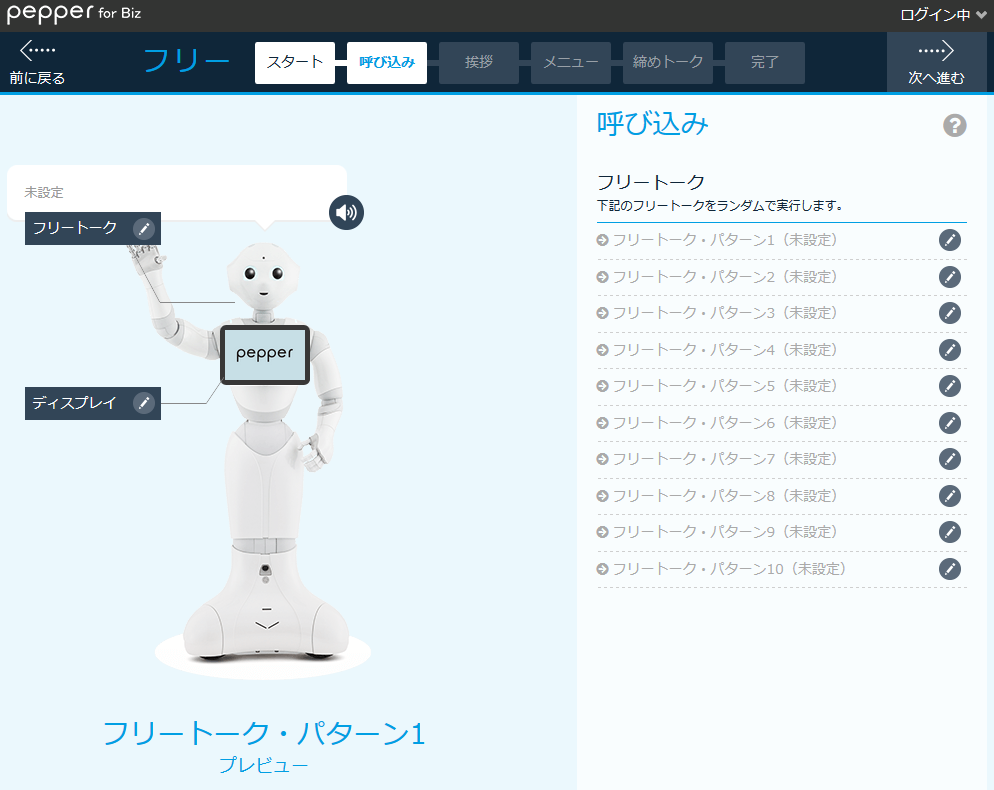 pepper for Biz
ログイン中
前に戻る
フリー
スタート
呼び込み
挨拶
メニュー
締めトーク
完了
次へ進む
未設定
フリートーク
pepper
ディスプレイ
フリートーク・パターン1
プレビュー
呼び込み
?
フリートーク
下記のフリートークをランダムで実行します。
フリートーク・パターン1（未設定）
フリートーク・パターン2（未設定）
フリートーク・パターン3（未設定）
フリートーク・パターン4（未設定）
フリートーク・パターン5（未設定）
フリートーク・パターン6（未設定）
フリートーク・パターン7（未設定）
フリートーク・パターン8（未設定）
フリートーク・パターン9（未設定）
フリートーク・パターン10（未設定）